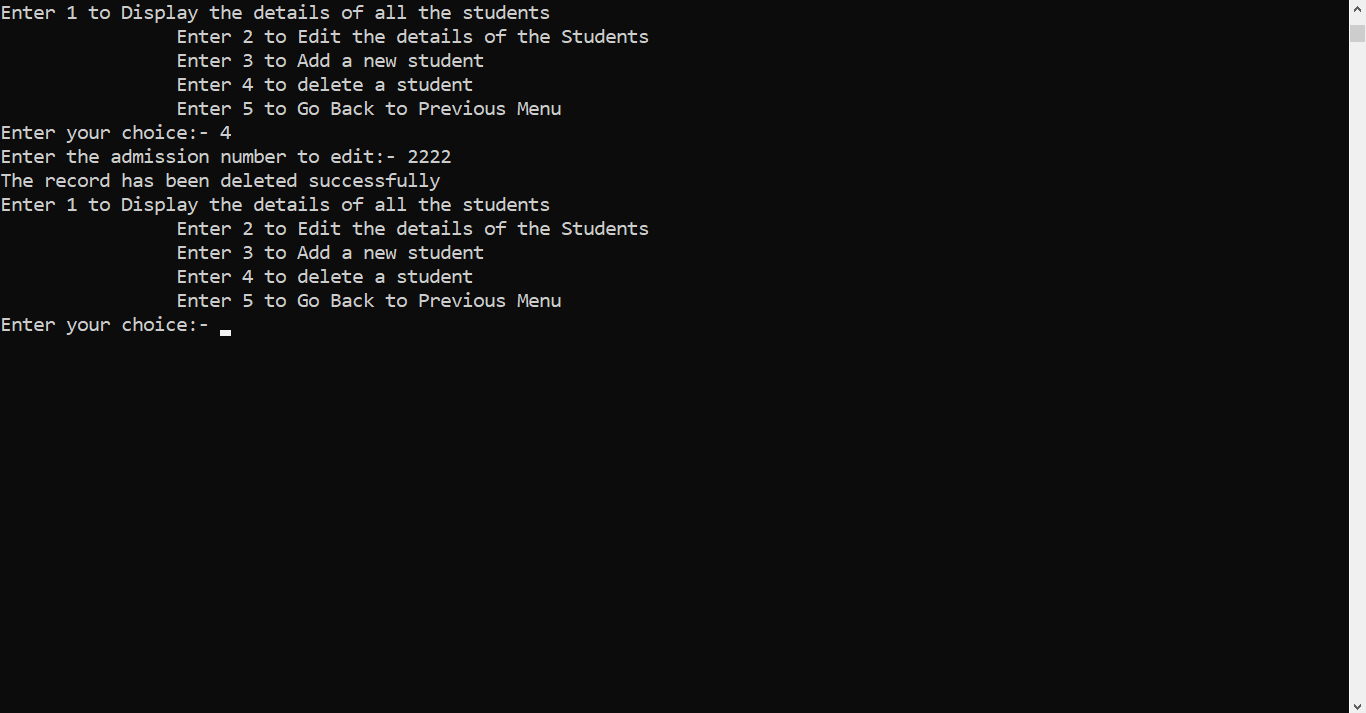 Enter 1 to Display the details of all the students
Enter 2 to Edit the details of the Students
Enter 3 to Add a new student
Enter 4 to delete a student
Enter 5 to Go Back to Previous Menu
Enter your choice:- 4
Enter the admission number to edit:- 2222
The record has been deleted successfully
Enter 1 to Display the details of all the students
Enter 2 to Edit the details of the Students
Enter 3 to Add a new student
Enter 4 to delete a student
Enter 5 to Go Back to Previous Menu
Enter your choice:-